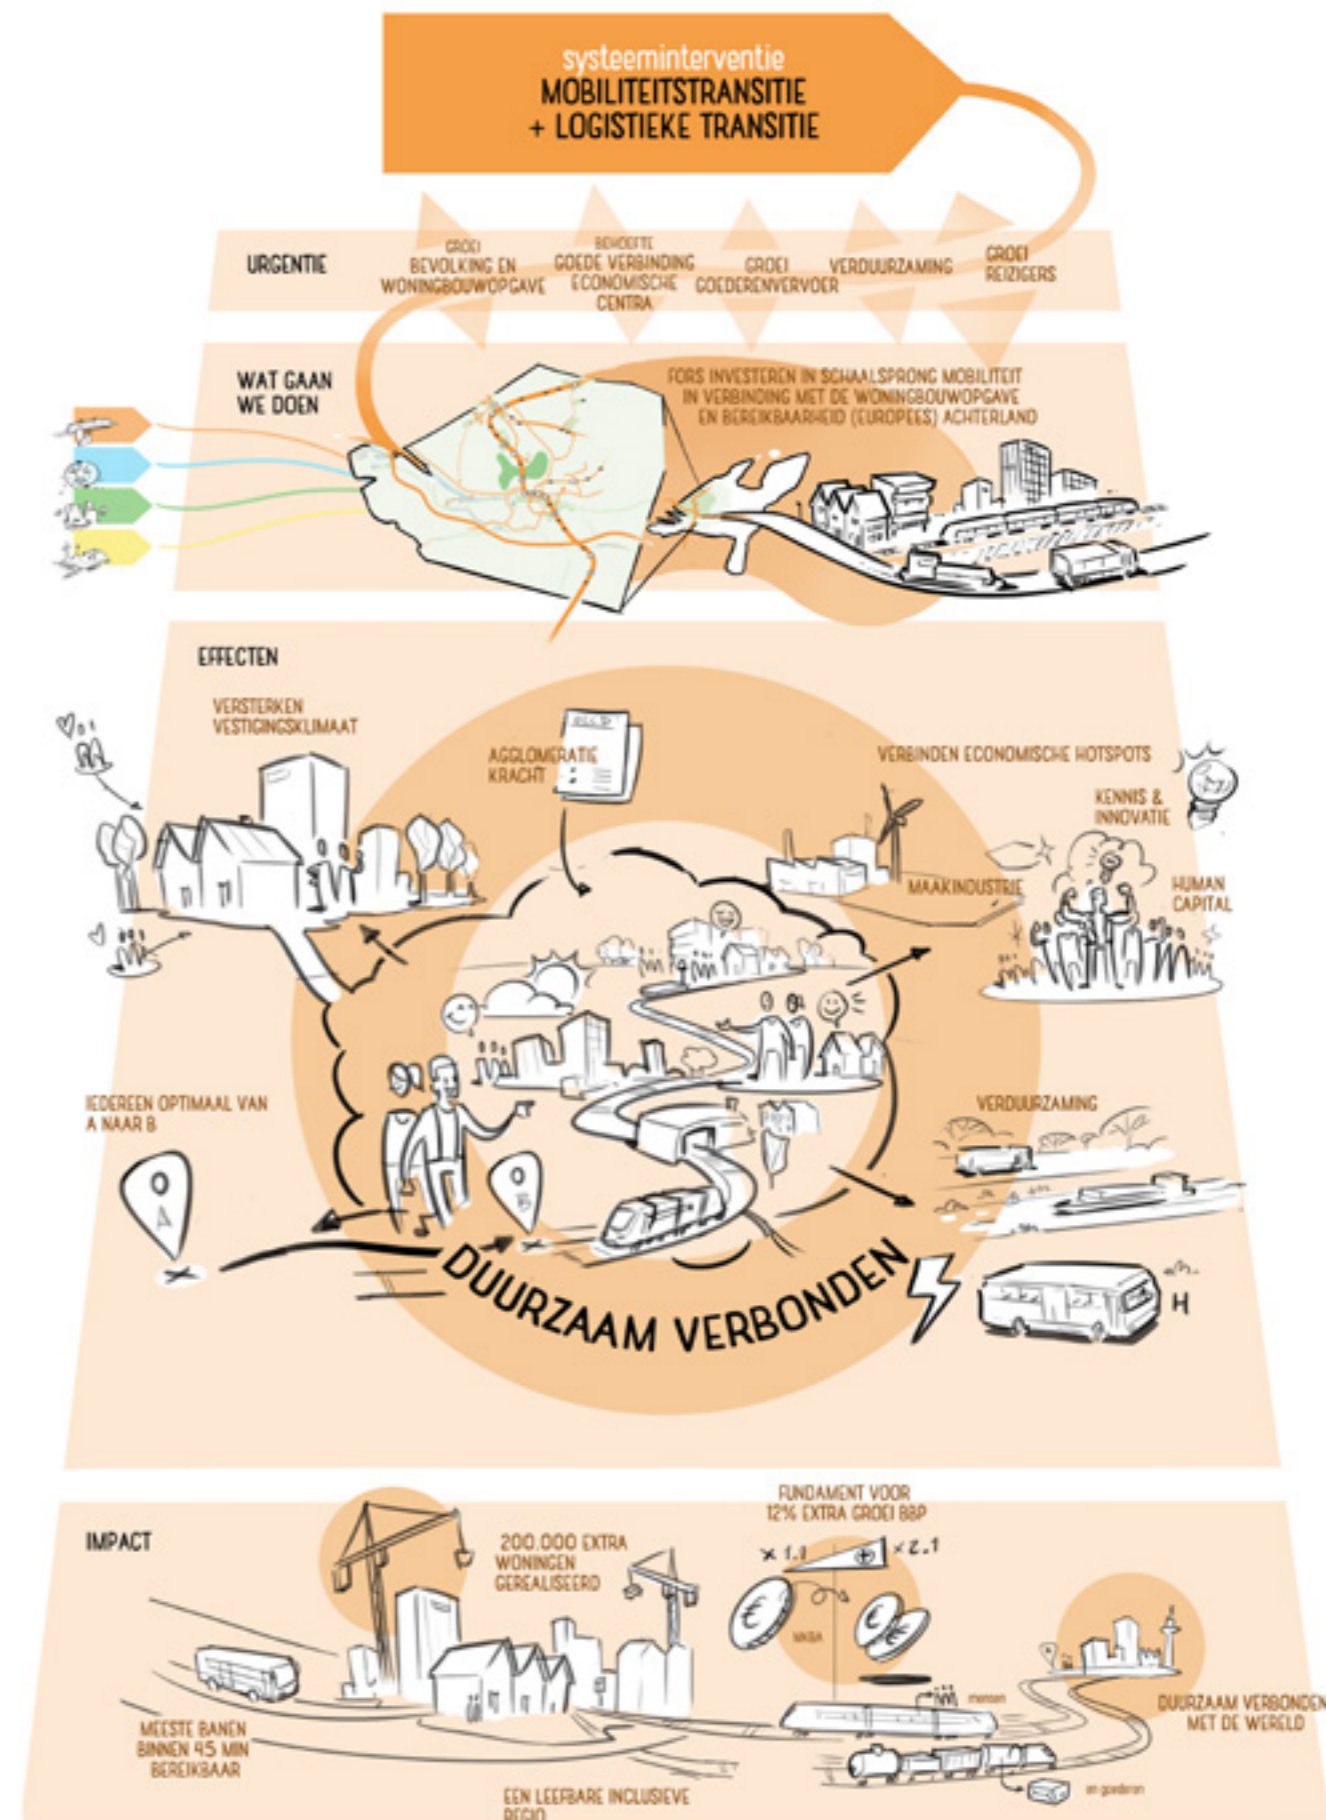 systeeminterventie
MOBILITEITSTRANSITIE
+ LOGISTIEKE TRANSITIE
URGENTIE
GROEI
BEVOLKING EN
WONINGBOUWOPGAVE
BEHOEFTE
GOEDE VERBINDING
ECONOMISCHE
CENTRA
GROEI
GOEDERENVERVOER
VERDUURZAMING
GROEI
REIZIGERS
WAT GAAN
WE DOEN
FORS INVESTEREN IN SCHAALSPRONG MOBILITEIT
IN VERBINDING MET DE WONINGBOUWOPGAVE
EN BEREIKBAARHEID (EUROPEES) ACHTERLAND
EFFECTEN
VERSTERKEN
VESTIGINGSKLIMAAT
AGGLOMERATIE
KRACHT
VERBINDEN ECONOMISCHE HOTSPOTS
KENNIS &
INNOVATIE
MAAKINDUSTRIE
HUMAN
CAPITAL
IEDEREEN OPTIMAAL VAN
A NAAR B
A
B
VERDUURZAMING
H
DUURZAAM VERBONDEN
IMPACT
200.000 EXTRA
WONINGEN
GEREALISEERD
FUNDAMENT VOOR
12% EXTRA GROEI BBP
x 1.1
x 2.1
€
€
€
MKBA
mensen
en goederen
MEESTE BANEN
BINNEN 45 MIN
BEREIKBAAR
EEN LEEFBARE INCLUSIEVE
REGIO
DUURZAAM VERBONDEN
MET DE WERELD